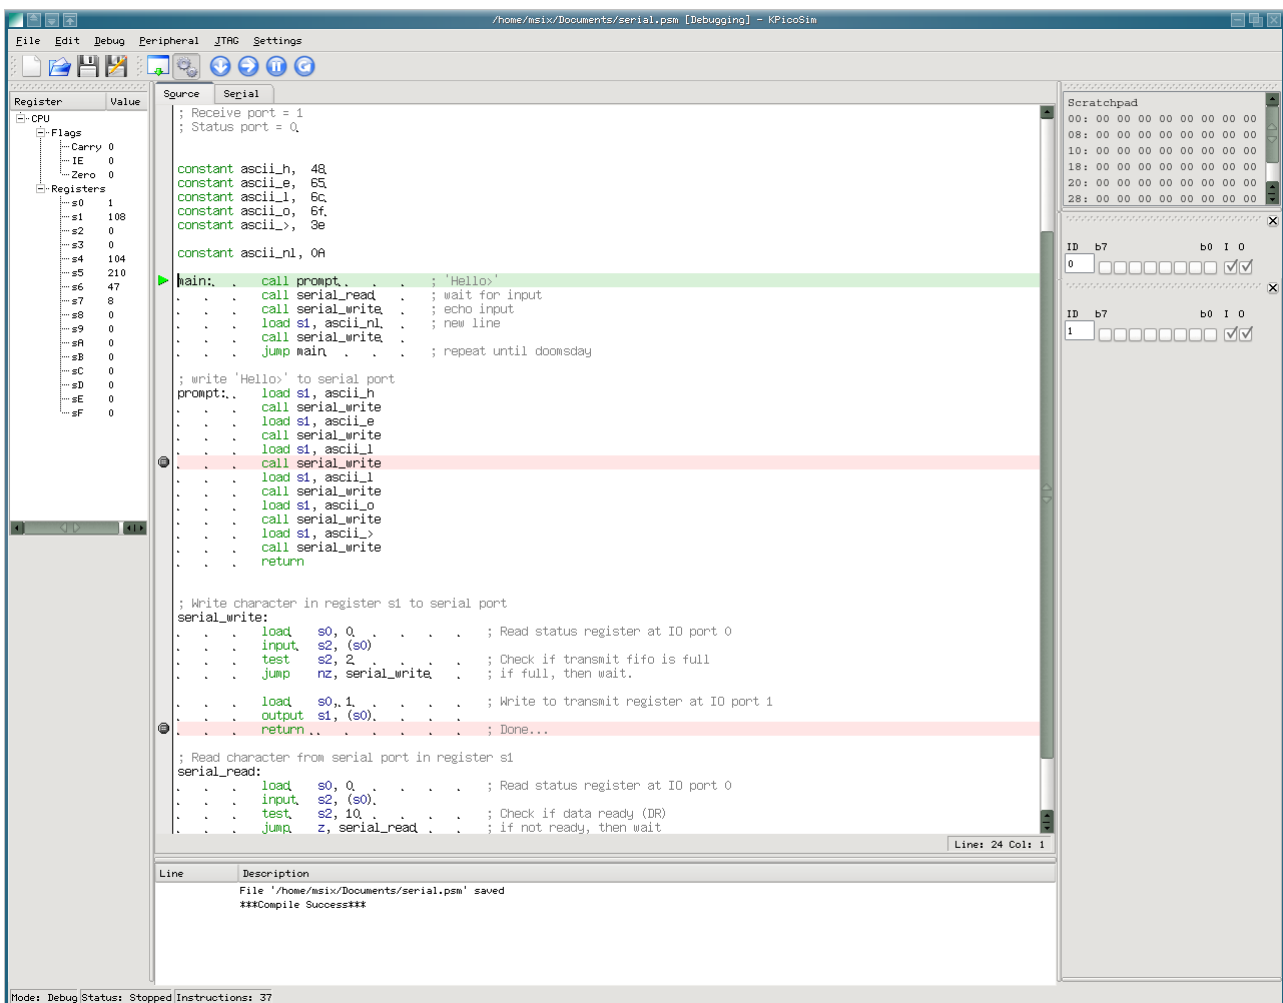 /home/msix/Documents/serial.psm [Debugging] - KPicoSim
File Edit Debug Peripheral JTAG Settings
Register Value
CPU
Flags
Carry 0
IE 0
Zero 0
Registers
s0 1
s1 108
s2 0
s3 0
s4 104
s5 210
s6 47
s7 8
s8 0
s9 0
sA 0
sB 0
sC 0
sD 0
sE 0
sF 0
Source Serial
; Receive port = 1
; Status port = 0
constant ascii_h, 48
constant ascii_e, 65
constant ascii_l, 6c
constant ascii_o, 6f
constant ascii_>, 3e
constant ascii_nl, 0A
main: call prompt ; 'Hello>'
call serial_read ; wait for input
call serial_write ; echo input
load s1, ascii_nl ; new line
call serial_write
jump main ; repeat until doomsday
; write 'Hello>' to serial port
prompt: load s1, ascii_h
call serial_write
load s1, ascii_e
call serial_write
load s1, ascii_l
call serial_write
load s1, ascii_l
call serial_write
load s1, ascii_o
call serial_write
load s1, ascii_>
call serial_write
return
; Write character in register s1 to serial port
serial_write:
load s0, 0 ; Read status register at IO port 0
input s2, (s0)
test s2, 2 ; Check if transmit fifo is full
jump nz, serial_write ; if full, then wait.
load s0, 1 ; Write to transmit register at IO port 1
output s1, (s0)
return ; Done...
; Read character from serial port in register s1
serial_read:
load s0, 0 ; Read status register at IO port 0
input s2, (s0)
test s2, 10 ; Check if data ready (DR)
jump z, serial_read ; if not ready, then wait
Line: 24 Col: 1
Scratchpad
00: 00 00 00 00 00 00 00 00
08: 00 00 00 00 00 00 00 00
10: 00 00 00 00 00 00 00 00
18: 00 00 00 00 00 00 00 00
20: 00 00 00 00 00 00 00 00
28: 00 00 00 00 00 00 00 00
ID b7 b0 I O
0
ID b7 b0 I O
1
Line Description
File '/home/msix/Documents/serial.psm' saved
***Compile Success***
Mode: Debug Status: Stopped Instructions: 37